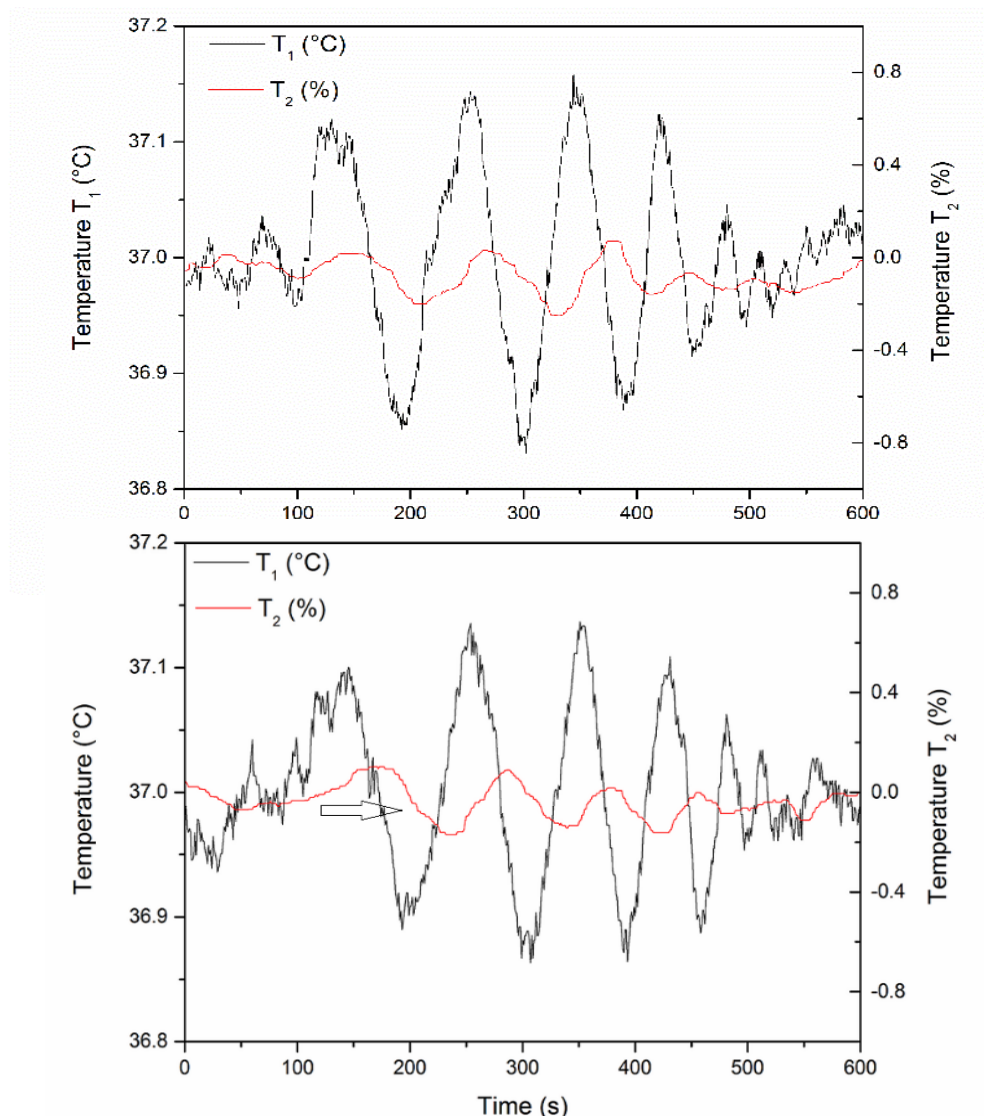 37.2
37.1
37.0
36.9
36.8
Temperature T1 (°C)
T1 (°C)
T2 (%)
0.8
0.4
0.0
-0.4
-0.8
Temperature T2 (%)
0 100 200 300 400 500 600
37.2
37.1
37.0
36.9
36.8
Temperature (°C)
T1 (°C)
T2 (%)
0.8
0.4
0.0
-0.4
-0.8
Temperature T2 (%)
0 100 200 300 400 500 600
Time (s)